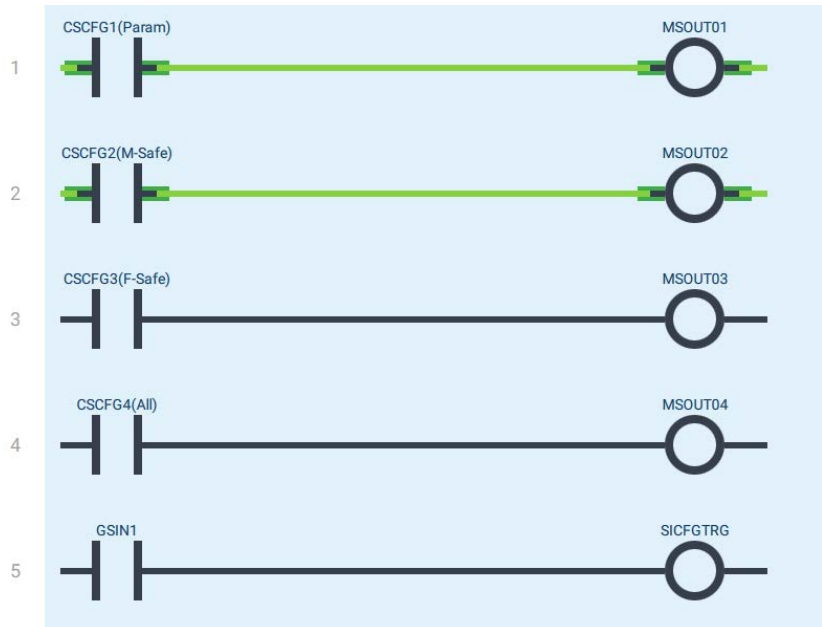 CSCFG1(Param) MSOUT01
1
CSCFG2(M-Safe) MSOUT02
2
CSCFG3(F-Safe) MSOUT03
3
CSCFG4(All) MSOUT04
4
GSIN1 SICFGTRG
5